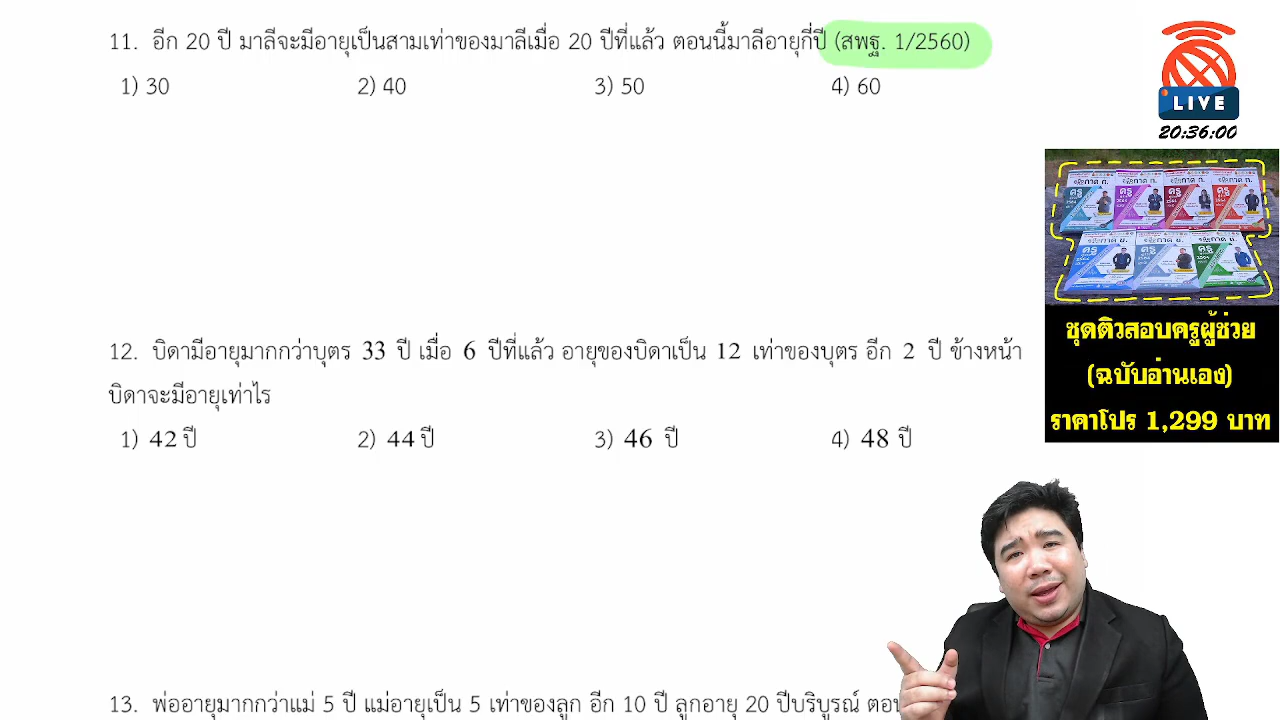 11. อีก 20 ปี มาลีจะมีอายุเป็นสามเท่าของมาลีเมื่อ 20 ปีที่แล้ว ตอนนี้มาลีอายุกี่ปี (สพฐ. 1/2560)
1) 30 2) 40 3) 50 4) 60
LIVE
20:36:00
ชุดติวสอบครูผู้ช่วย
(ฉบับอ่านเอง)
ราคาโปร 1,299 บาท
12. บิดามีอายุมากกว่าบุตร 33 ปี เมื่อ 6 ปีที่แล้ว อายุของบิดาเป็น 12 เท่าของบุตร อีก 2 ปี ข้างหน้า
บิดาจะมีอายุเท่าไร
1) 42 ปี 2) 44 ปี 3) 46 ปี 4) 48 ปี
13. พ่ออายุมากกว่าแม่ 5 ปี แม่อายุเป็น 5 เท่าของลูก อีก 10 ปี ลูกอายุ 20 ปีบริบูรณ์